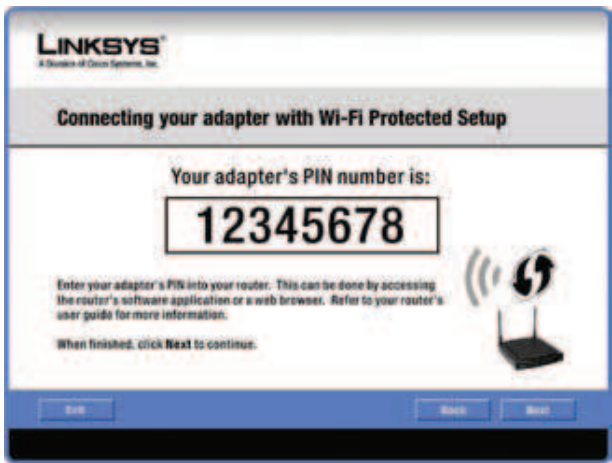 LINKSYS®
A Division of Cisco Systems, Inc.
Connecting your adapter with Wi-Fi Protected Setup
Your adapter's PIN number is:
12345678
Enter your adapter's PIN into your router. This can be done by accessing
the router's software application or a web browser. Refer to your router's
user guide for more information.
When finished, click Next to continue.
Exit Back Next